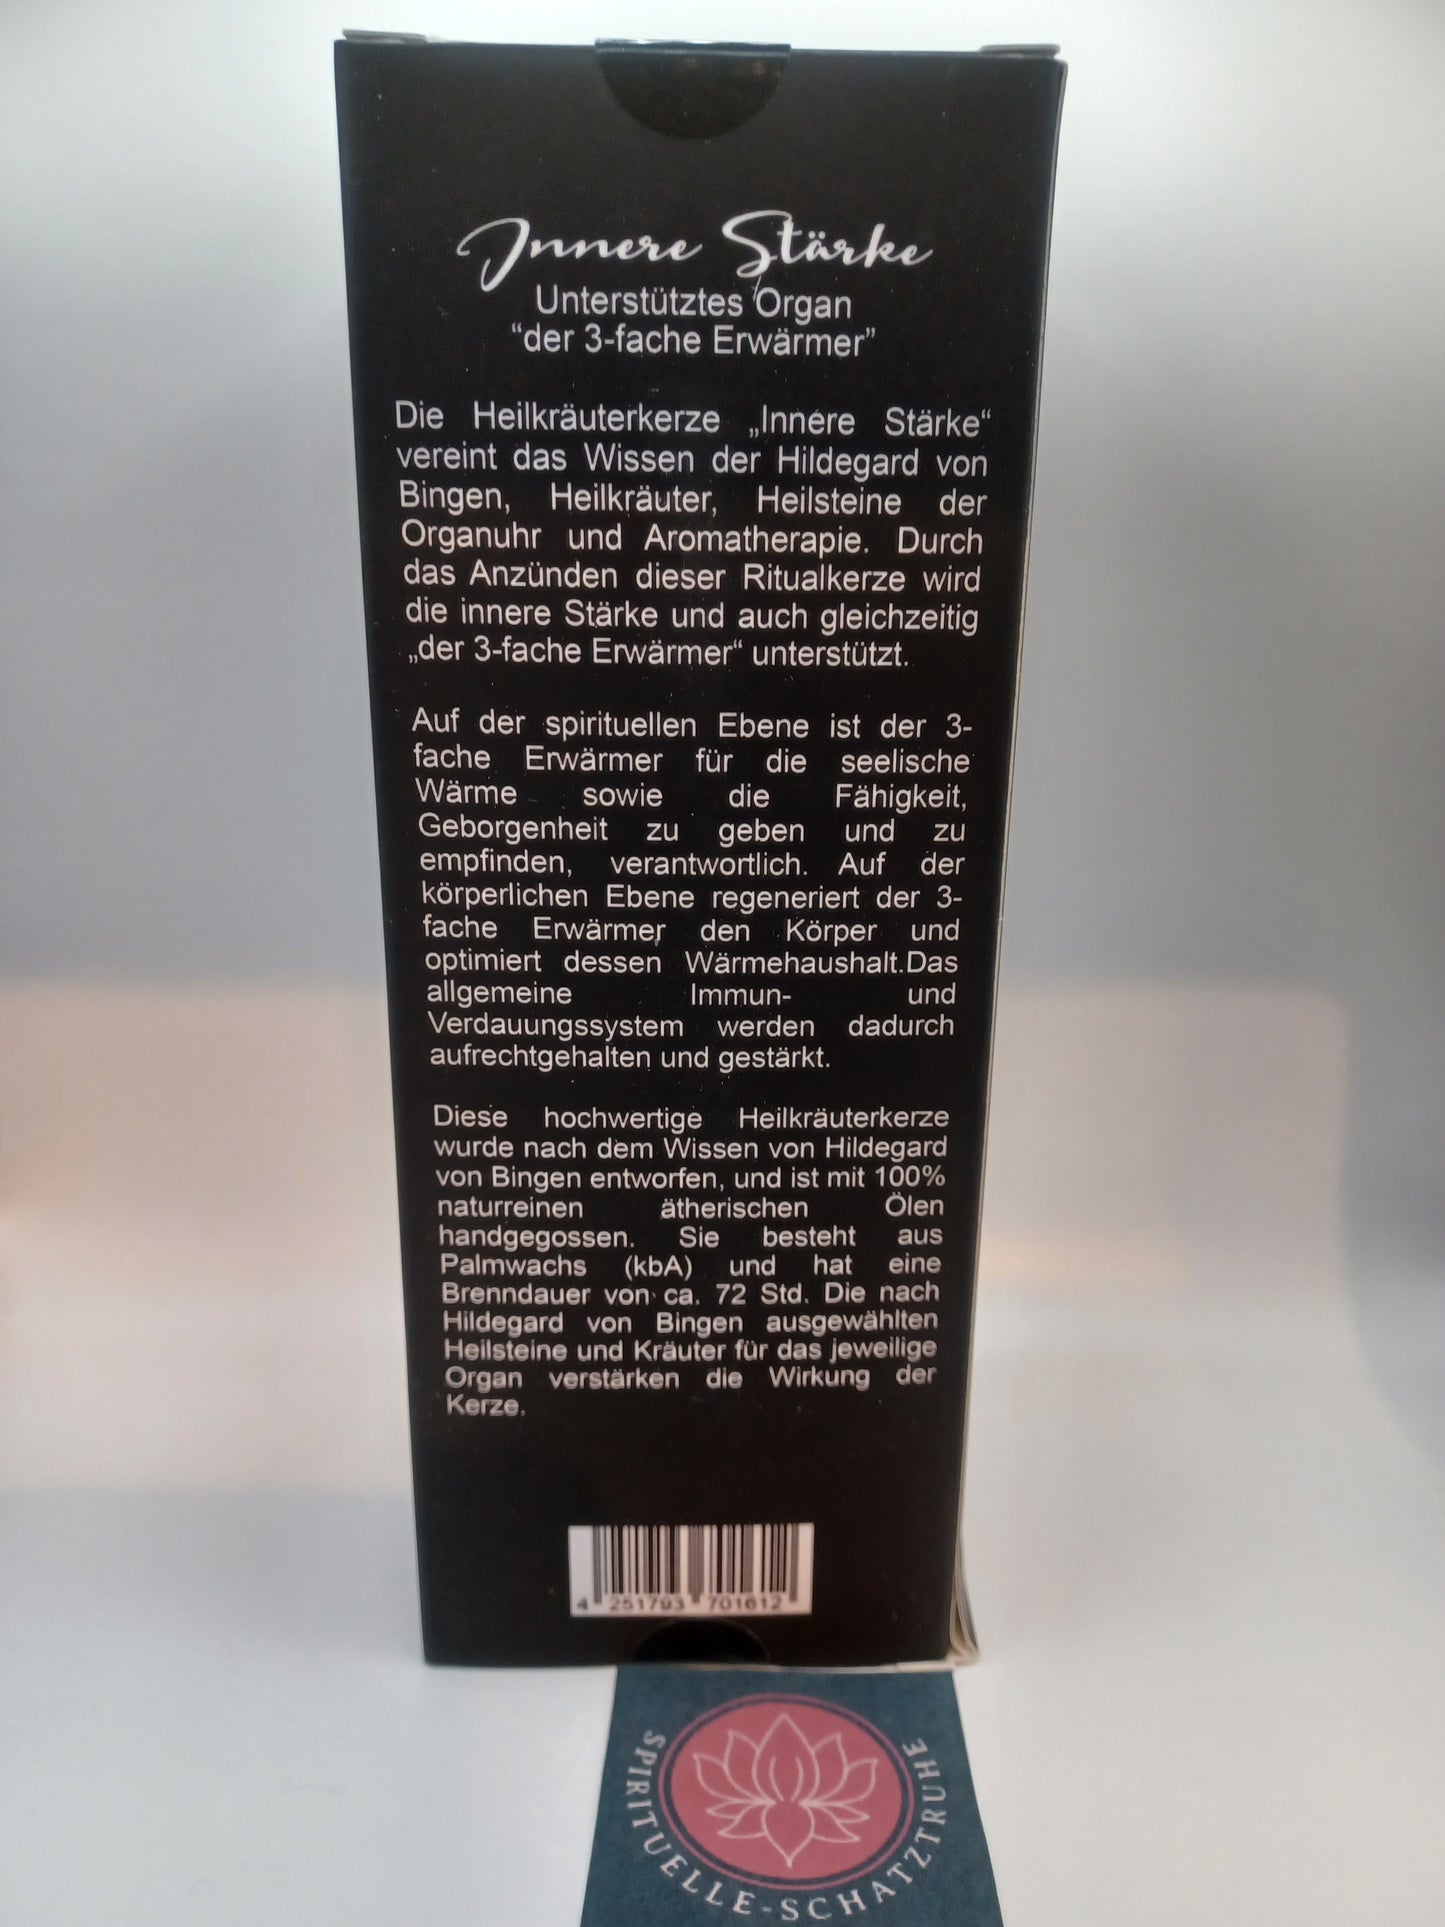 Innere Stärke
Unterstütztes Organ
“der 3-fache Erwärmer”
Die Heilkräuterkerze „Innere Stärke“
vereint das Wissen der Hildegard von
Bingen, Heilkräuter, Heilsteine der
Organuhr und Aromatherapie. Durch
das Anzünden dieser Ritualkerze wird
die innere Stärke und auch gleichzeitig
„der 3-fache Erwärmer“ unterstützt.
Auf der spirituellen Ebene ist der 3-
fache Erwärmer für die seelische
Wärme sowie die Fähigkeit,
Geborgenheit zu geben und zu
empfinden, verantwortlich. Auf der
körperlichen Ebene regeneriert der 3-
fache Erwärmer den Körper und
optimiert dessen Wärmehaushalt.Das
allgemeine Immun- und
Verdauungssystem werden dadurch
aufrechtgehalten und gestärkt.
Diese hochwertige Heilkräuterkerze
wurde nach dem Wissen von Hildegard
von Bingen entworfen, und ist mit 100%
naturreinen ätherischen Ölen
handgegossen. Sie besteht aus
Palmwachs (kbA) und hat eine
Brenndauer von ca. 72 Std. Die nach
Hildegard von Bingen ausgewählten
Heilsteine und Kräuter für das jeweilige
Organ verstärken die Wirkung der
Kerze.
4 251793 701612
SPIRITUELLE-SCHATZTRUHE